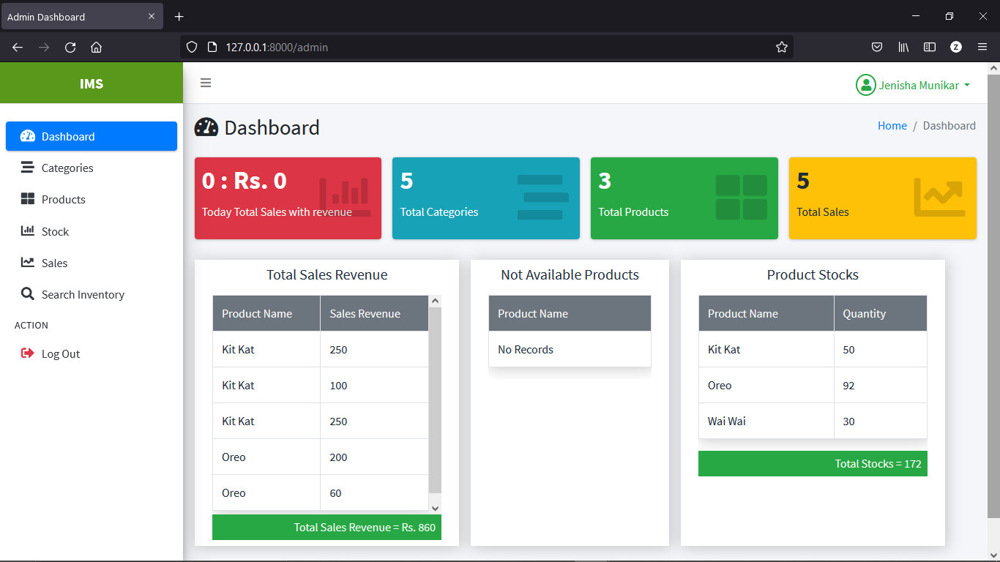 Admin Dashboard
127.0.0.1:8000/admin
Z
IMS
Jenisha Munikar
Dashboard
Categories
Products
Stock
Sales
Search Inventory
ACTION
Log Out
Dashboard
Home / Dashboard
0 : Rs. 0
Today Total Sales with revenue
5
Total Categories
3
Total Products
5
Total Sales
Total Sales Revenue
Product Name Sales Revenue
Kit Kat 250
Kit Kat 100
Kit Kat 250
Oreo 200
Oreo 60
Total Sales Revenue = Rs. 860
Not Available Products
Product Name
No Records
Product Stocks
Product Name Quantity
Kit Kat 50
Oreo 92
Wai Wai 30
Total Stocks = 172